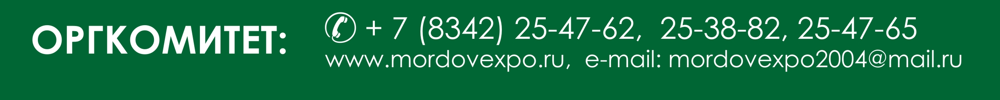 ОРГКОМИТЕТ:
+ 7 (8342) 25-47-62, 25-38-82, 25-47-65
www.mordovexpo.ru, e-mail: mordovexpo2004@mail.ru